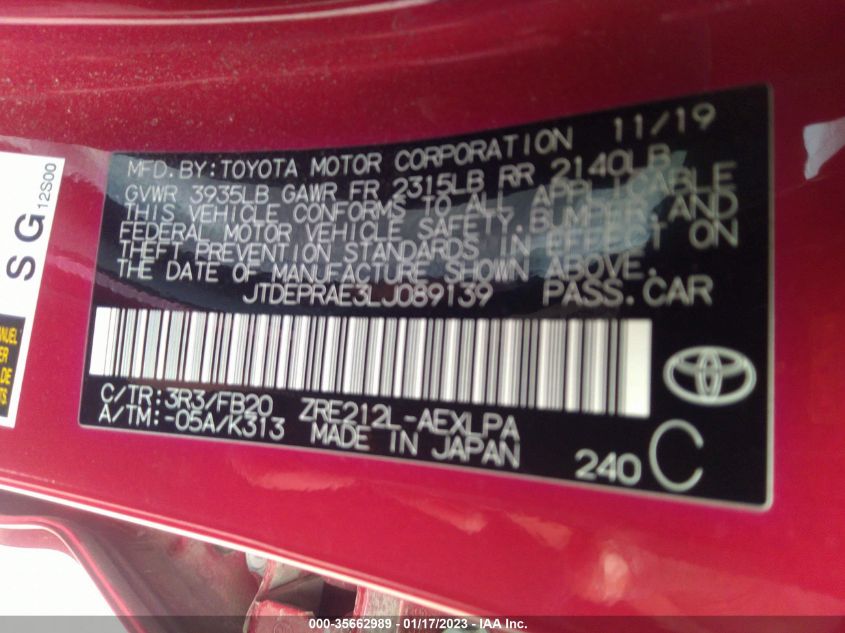 MFD. BY: TOYOTA MOTOR CORPORATION 11/19
GVWR 3935LB GAWR FR 2315LB RR 2140LB
THIS VEHICLE CONFORMS TO ALL APPLICABLE
FEDERAL MOTOR VEHICLE SAFETY, BUMPER, AND
THEFT PREVENTION STANDARDS IN EFFECT ON
THE DATE OF MANUFACTURE SHOWN ABOVE.
JTDEPRAE3LJ089139 PASS. CAR
C/TR: 3R3/FB20 ZRE212L-AEXLPA
A/TM: -05A/K313 MADE IN JAPAN
240 C
SG 12S00
DE
000-35662989 - 01/17/2023 - IAA Inc.